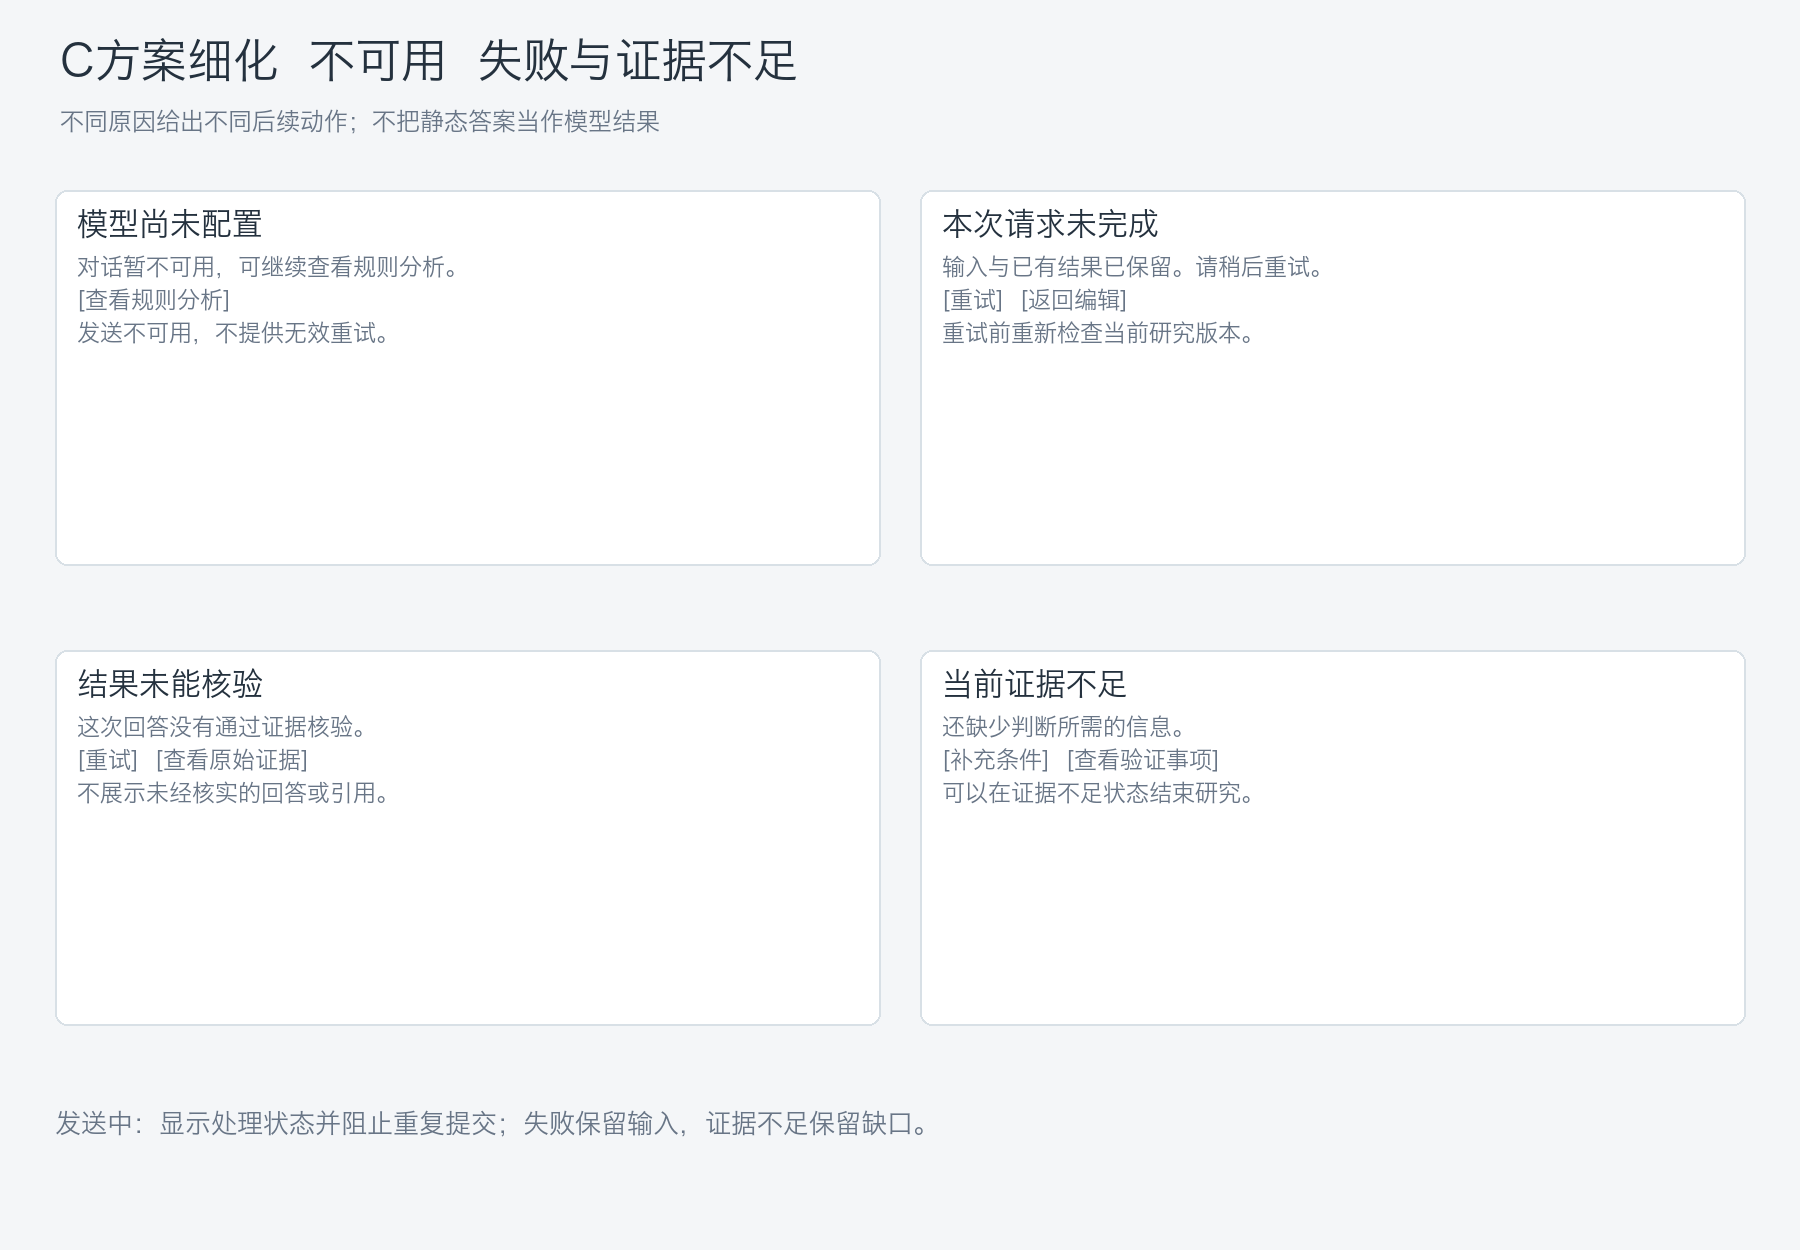 C方案细化  不可用  失败与证据不足
不同原因给出不同后续动作；不把静态答案当作模型结果
模型尚未配置
对话暂不可用，可继续查看规则分析。
[查看规则分析]
发送不可用，不提供无效重试。
本次请求未完成
输入与已有结果已保留。请稍后重试。
[重试]  [返回编辑]
重试前重新检查当前研究版本。
结果未能核验
这次回答没有通过证据核验。
[重试]  [查看原始证据]
不展示未经核实的回答或引用。
当前证据不足
还缺少判断所需的信息。
[补充条件]  [查看验证事项]
可以在证据不足状态结束研究。
发送中：显示处理状态并阻止重复提交；失败保留输入，证据不足保留缺口。